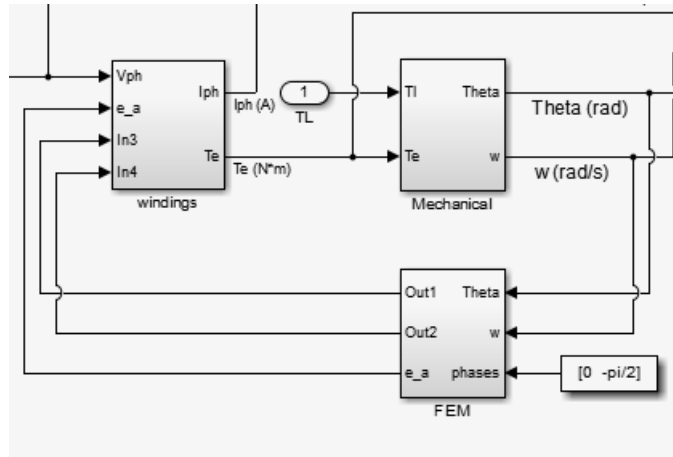 Vph
Iph
e_a
Iph (A)
In3
Te
Te (N*m)
In4
windings
1
TL
Tl
Theta
Theta (rad)
Te
w
w (rad/s)
Mechanical
Out1
Theta
Out2
w
e_a
phases
FEM
[0 -pi/2]